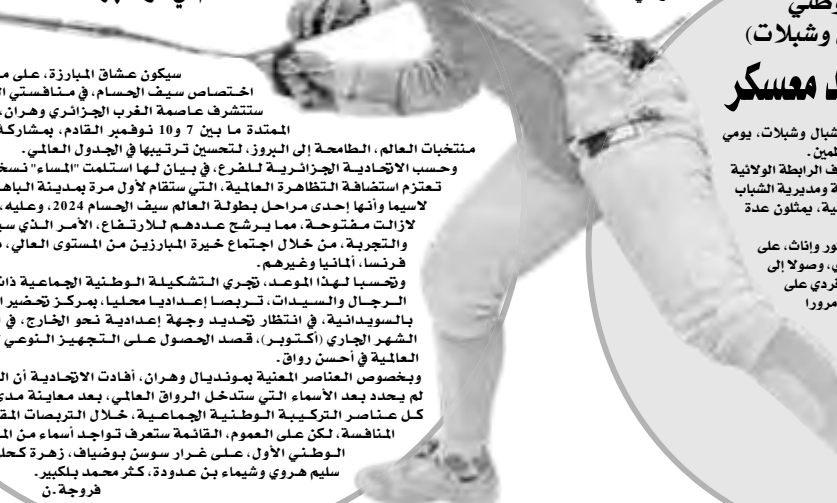 سيكون عشاق المبارزة، على
اختصاص سيف الحسام، في منافستي
ستتشرف عاصمة الغرب الجزائري وهران،
الممتدة ما بين 7 و10 نوفمبر القادم، بمشاركة
منتخبات العالم، الطامحة إلى البروز، لتحسين ترتيبها في الجدول العالمي.
وحسب الاتحادية الجزائرية للفرع، في بيان لها استلمت "المساء"
تعتزم استضافة التظاهرة العالمية، التي ستقام لأول مرة بمدينة
لاسيما وأنها إحدى مراحل بطولة العالم سيف الحسام 2024، وعليه،
لازالت مفتوحة، مما يرشح عددهم للارتفاع، الأمر الذي
والتجربة، من خلال اجتماع خيرة المبارزين من المستوى العالي،
فرنسا، ألمانيا وغيرهم.
وتحسبا لهذا الموعد، تجري التشكيلة الوطنية الجماعية
الرجال والسيدات، تربصا إعداديا محليا، بمركز تحضير
بالسويدانية، في انتظار تحديد وجهة إعدادية نحو الخارج، في
الشهر الجاري (أكتوبر)، قصد الحصول على التجهيز النوعي
العالمية في أحسن رواق.
وبخصوص العناصر المعنية بمونديال وهران، أفادت الاتحادية أن
لم يحدد بعد الأسماء التي ستدخل الرواق العالمي، بعد معاينة مدى
كل عناصر التركيبة الوطنية الجماعية، خلال التربصات
المنافسة، لكن على العموم، القائمة ستعرف تواجد أسماء من
الوطني الأول، على غرار سوسن بوضياف، زهرة
سليم هروي وشيماء بن عدودة، كثر محمد بلكبير.
فروجة.ن
وشبلات)
معسكر
شبال وشبلات، يومي
ف الرابطة الولائية
ة ومديرية الشباب
ية، يمثلون عدة
ور وإناث، على
ي، وصولا إلى
فردي على
مرورا